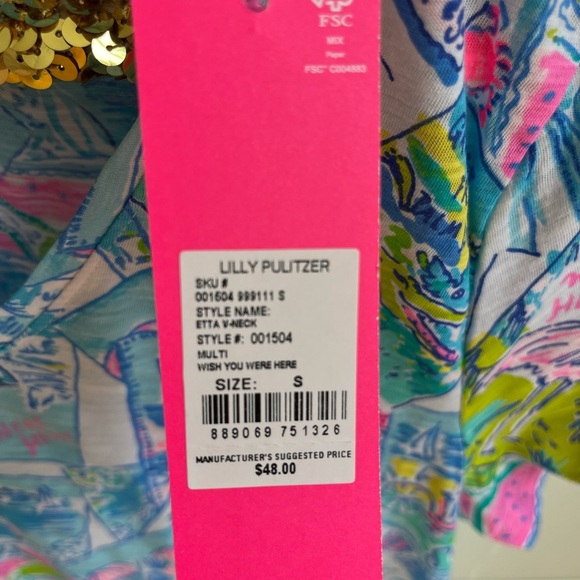 FSC
MIX
Paper
FSC® C004883
LILLY PULITZER
SKU #
001504 999111 S
STYLE NAME:
ETTA V-NECK
STYLE #: 001504
MULTI
WISH YOU WERE HERE
SIZE: S
889069 751326
MANUFACTURER'S SUGGESTED PRICE
$48.00